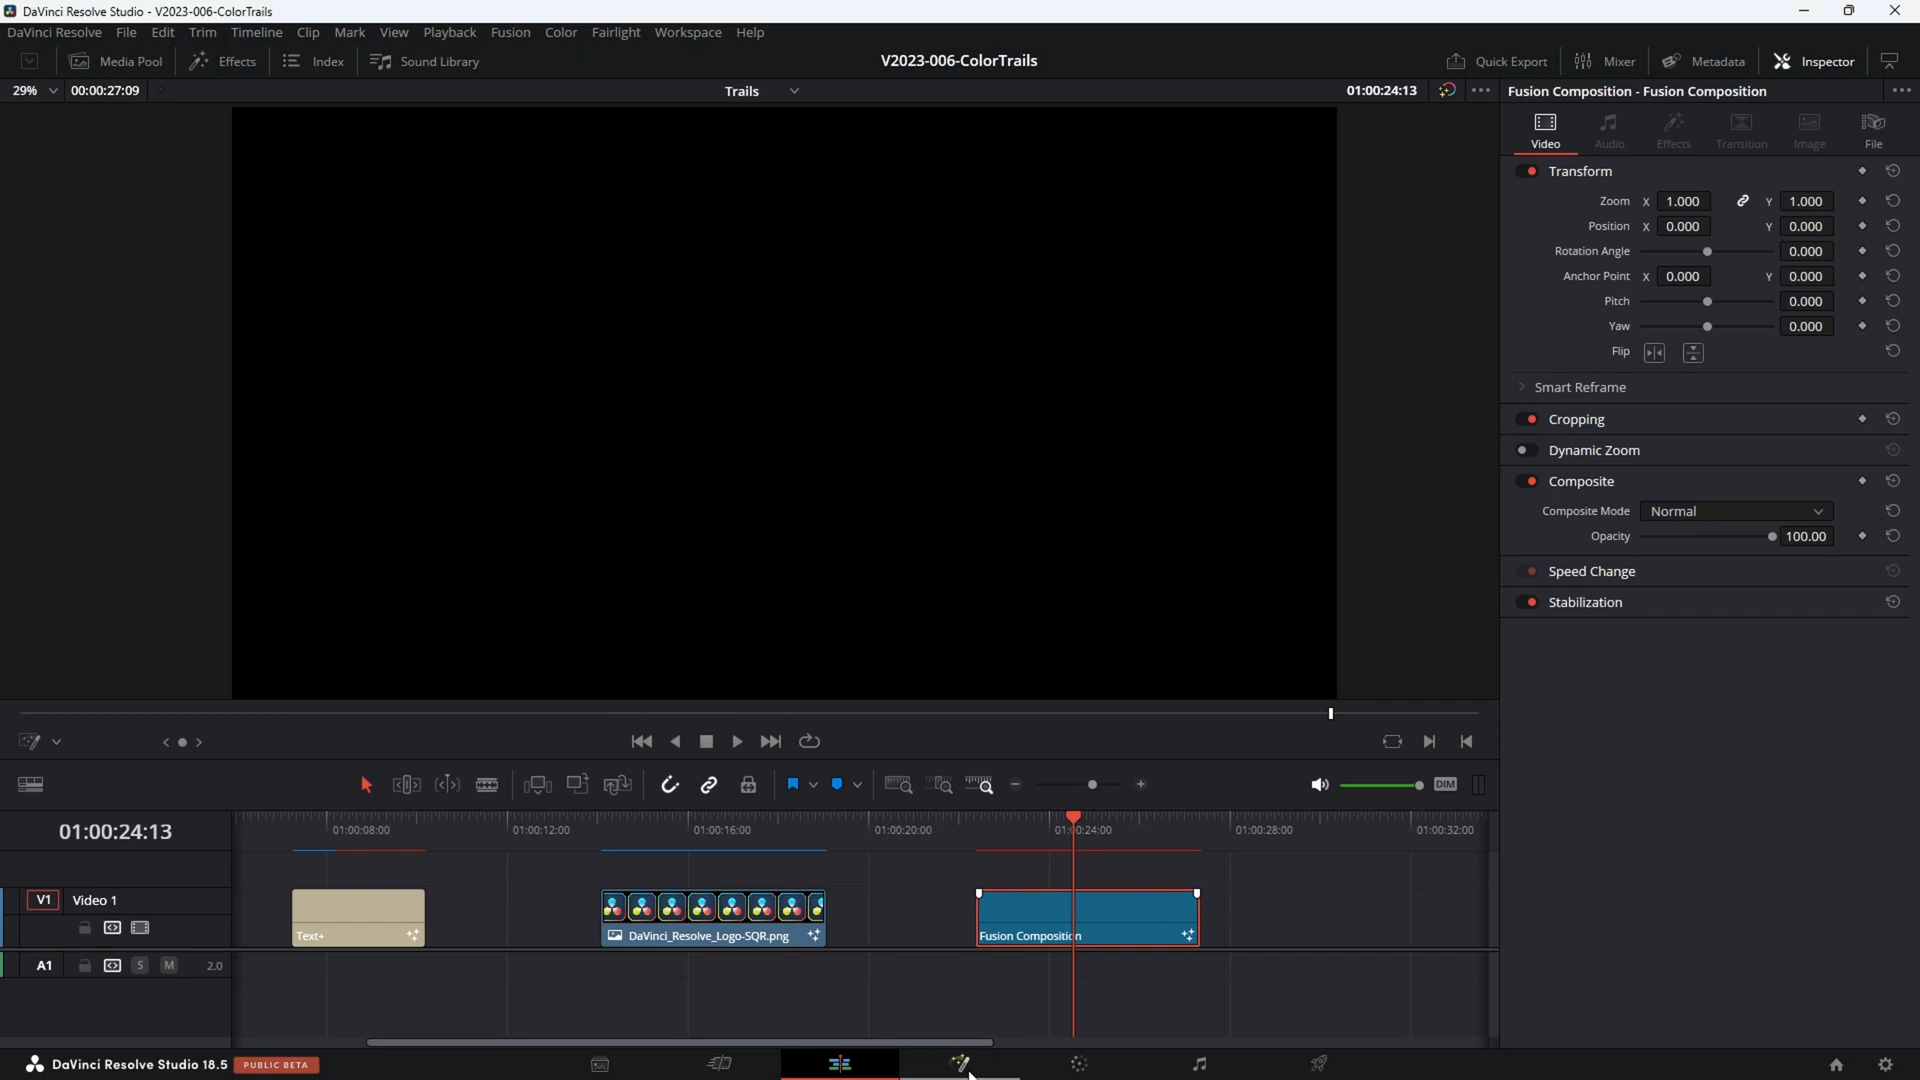 DaVinci Resolve Studio - V2023-006-ColorTrails
DaVinci Resolve File Edit Trim Timeline Clip Mark View Playback Fusion Color Fairlight Workspace Help
Media Pool Effects Index Sound Library V2023-006-ColorTrails Quick Export Mixer Metadata Inspector
29% 00:00:27:09 Trails 01:00:24:13 Fusion Composition - Fusion Composition
Video Audio Effects Transition Image File
Transform
Zoom X 1.000 Y 1.000
Position X 0.000 Y 0.000
Rotation Angle 0.000
Anchor Point X 0.000 Y 0.000
Pitch 0.000
Yaw 0.000
Flip
Smart Reframe
Cropping
Dynamic Zoom
Composite
Composite Mode Normal
Opacity 100.00
Speed Change
Stabilization
DIM
01:00:24:13 01:00:08:00 01:00:12:00 01:00:16:00 01:00:20:00 01:00:24:00 01:00:28:00 01:00:32:00
V1 Video 1
Text+ DaVinci_Resolve_Logo-SQR.png Fusion Composition
A1 S M 2.0
DaVinci Resolve Studio 18.5 PUBLIC BETA